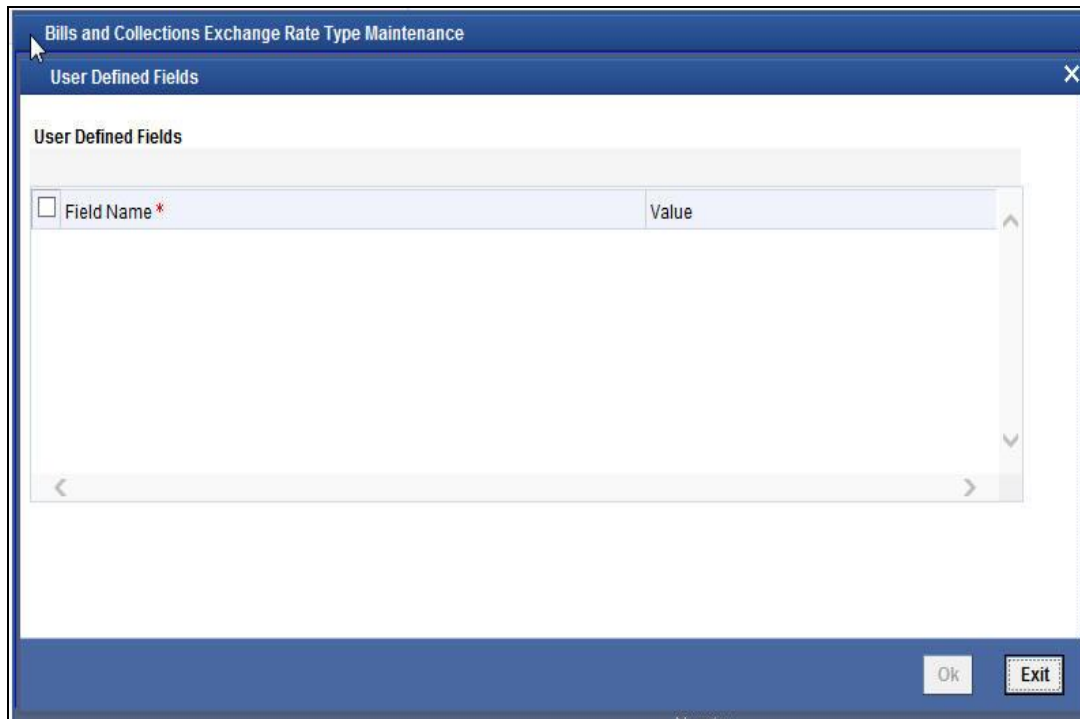 Bills and Collections Exchange Rate Type Maintenance
User Defined Fields
User Defined Fields
Field Name * Value
Ok Exit